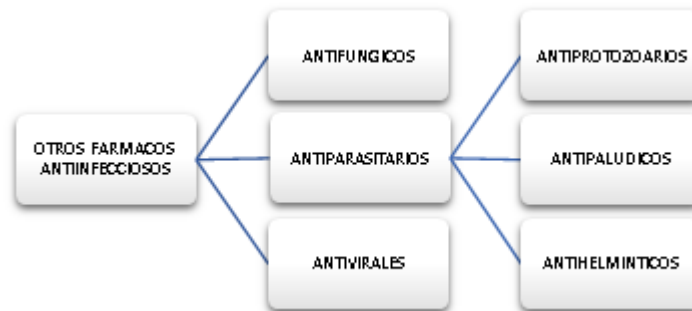 OTROS FARMACOS
ANTIINFECCIOSOS
ANTIFUNGICOS
ANTIPARASITARIOS
ANTIVIRALES
ANTIPROTOZOARIOS
ANTIPALUDICOS
ANTIHELMINTICOS